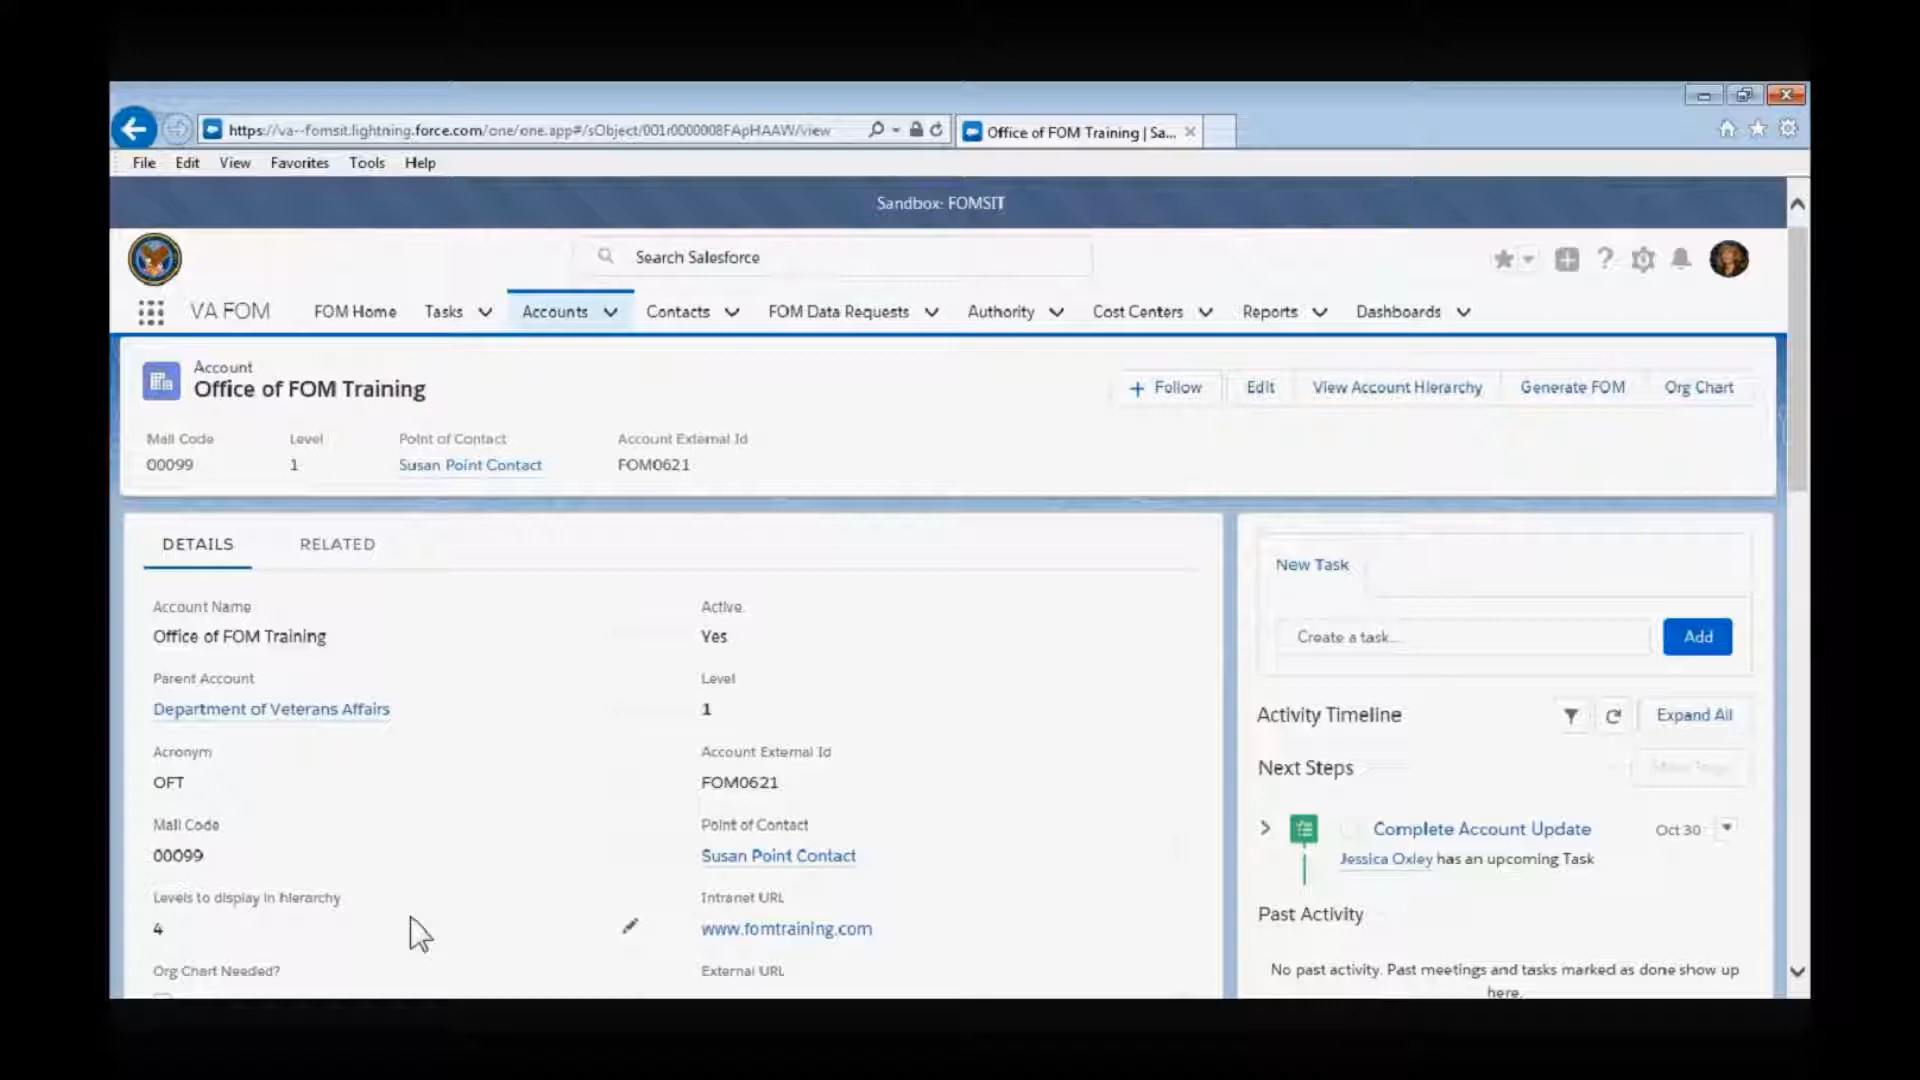 https://va--fomsit.lightning.force.com/one/one.app#/sObject/001r0000008FApHAAW/view
Office of FOM Training | Sa...
File Edit View Favorites Tools Help
Sandbox: FOMSIT
Search Salesforce
VA FOM FOM Home Tasks Accounts Contacts FOM Data Requests Authority Cost Centers Reports Dashboards
Account
Office of FOM Training
+ Follow Edit View Account Hierarchy Generate FOM Org Chart
Mail Code Level Point of Contact Account External Id
00099 1 Susan Point Contact FOM0621
DETAILS RELATED
Account Name Active
Office of FOM Training Yes
Parent Account Level
Department of Veterans Affairs 1
Acronym Account External Id
OFT FOM0621
Mail Code Point of Contact
00099 Susan Point Contact
Levels to display in hierarchy Intranet URL
4 www.fomtraining.com
Org Chart Needed? External URL
New Task
Create a task... Add
Activity Timeline Expand All
Next Steps
Complete Account Update Oct 30
Jessica Oxley has an upcoming Task
Past Activity
No past activity. Past meetings and tasks marked as done show up
here.